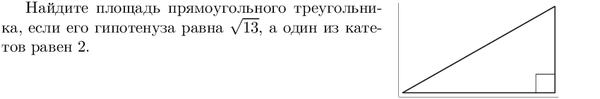 Найдите площадь прямоугольного треугольни-
ка, если его гипотенуза равна √13, а один из кате-
тов равен 2.